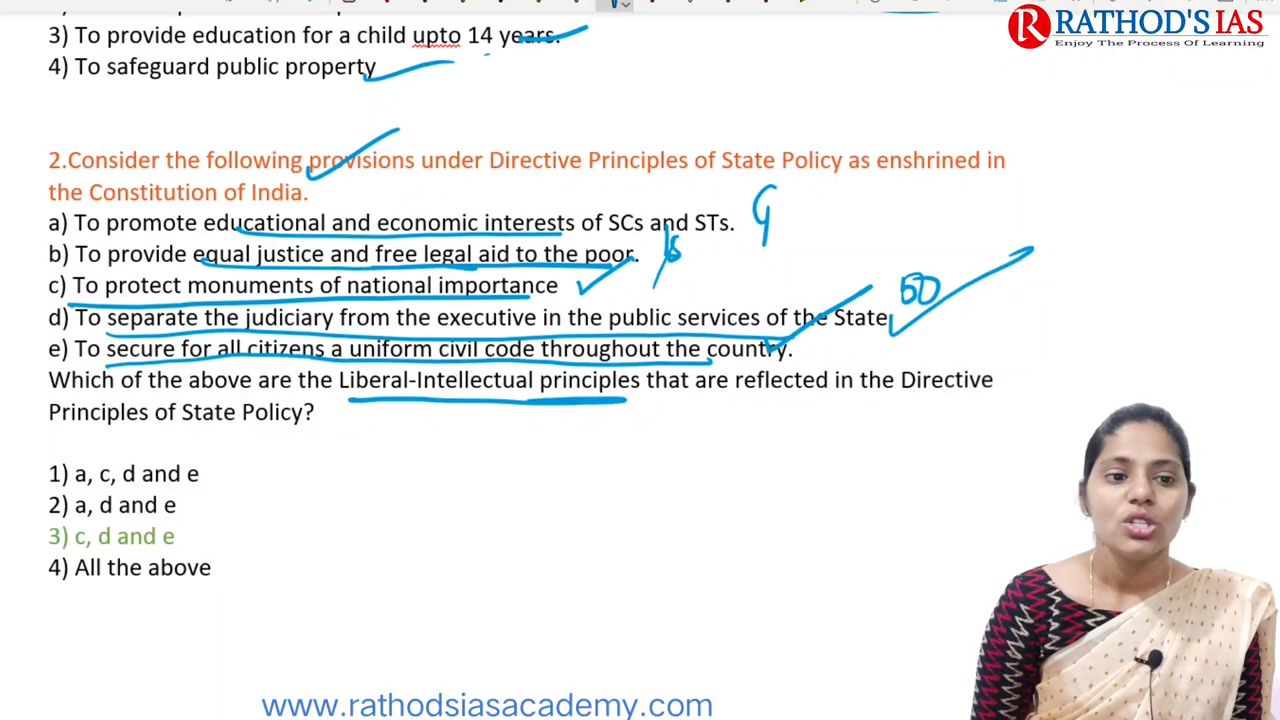 3) To provide education for a child upto 14 years.
4) To safeguard public property
RATHOD'S IAS
Enjoy The Process Of Learning
2.Consider the following provisions under Directive Principles of State Policy as enshrined in
the Constitution of India.
a) To promote educational and economic interests of SCs and STs.
G
b) To provide equal justice and free legal aid to the poor.
c) To protect monuments of national importance
50
d) To separate the judiciary from the executive in the public services of the State
e) To secure for all citizens a uniform civil code throughout the country.
Which of the above are the Liberal-Intellectual principles that are reflected in the Directive
Principles of State Policy?
1) a, c, d and e
2) a, d and e
3) c, d and e
4) All the above
www.rathodsiasacademy.com